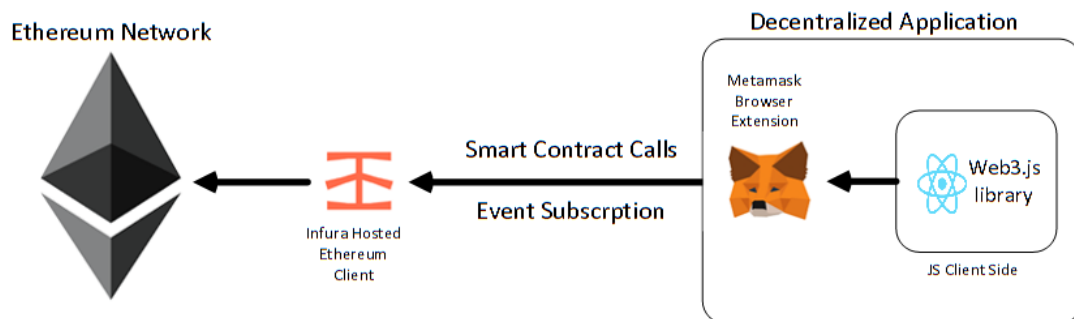 Ethereum Network
Decentralized Application
Metamask
Browser
Extension
Smart Contract Calls
Event Subscrption
Infura Hosted
Ethereum
Client
Web3.js
library
JS Client Side